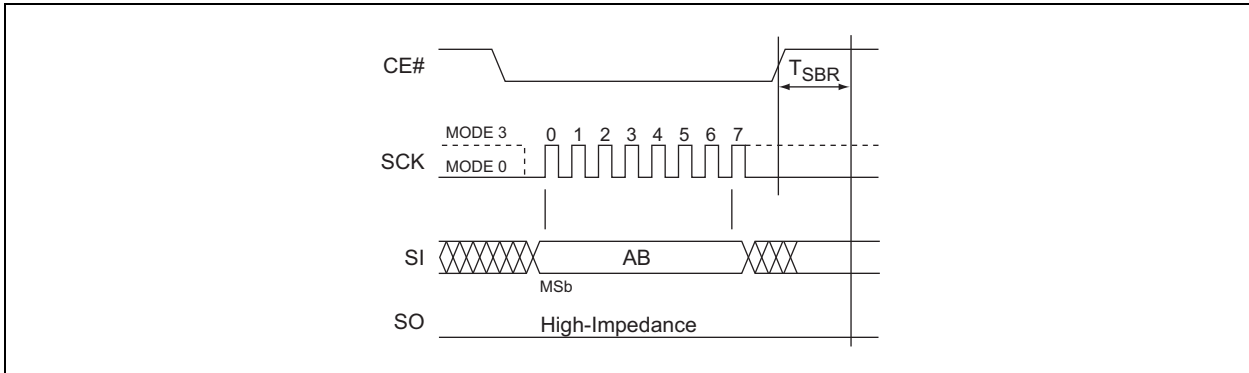 CE#
T_SBR
MODE 3
0 1 2 3 4 5 6 7
SCK
MODE 0
SI
AB
MSb
SO
High-Impedance